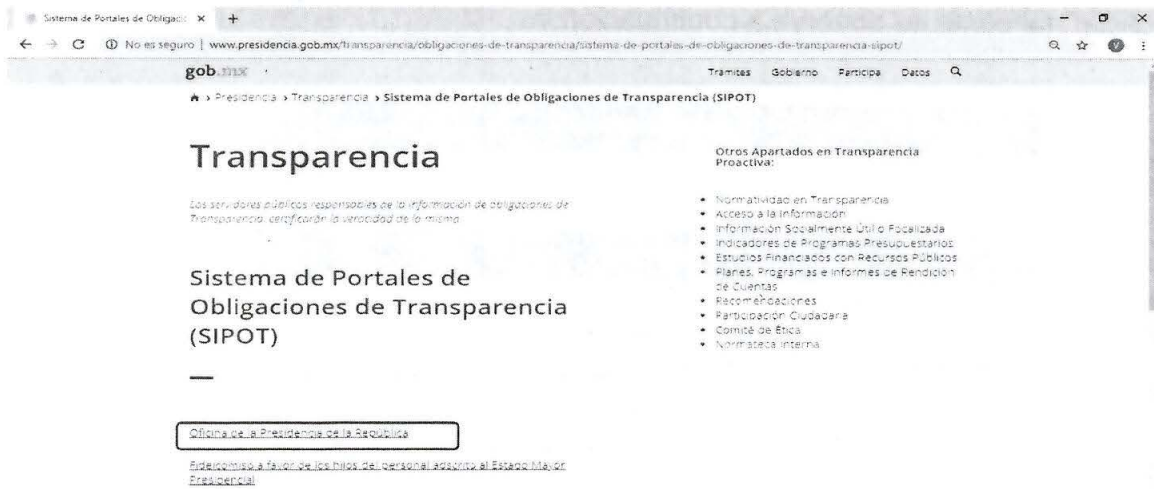 Sistema de Portales de Obligaci
No es seguro | www.presidencia.gob.mx/transparencia/obligaciones-de-transparencia/sistema-de-portales-de-obligaciones-de-transparencia-sipot/
V
gob.mx
Trámites Gobierno Participa Datos
> Presidencia > Transparencia > Sistema de Portales de Obligaciones de Transparencia (SIPOT)
Transparencia
Los servidores públicos responsables de la información de obligaciones de
Transparencia, certificarán la veracidad de la misma
Sistema de Portales de
Obligaciones de Transparencia
(SIPOT)
Oficina de la Presidencia de la República
Fideicomiso a favor de los hijos del personal adscrito al Estado Mayor
Presidencial
Otros Apartados en Transparencia
Proactiva:
Normatividad en Transparencia
Acceso a la Información
Información Socialmente Útil o Focalizada
Indicadores de Programas Presupuestarios
Estudios Financiados con Recursos Públicos
Planes, Programas e Informes de Rendición
de Cuentas
Recomendaciones
Participación Ciudadana
Comité de Ética
Normateca Interna